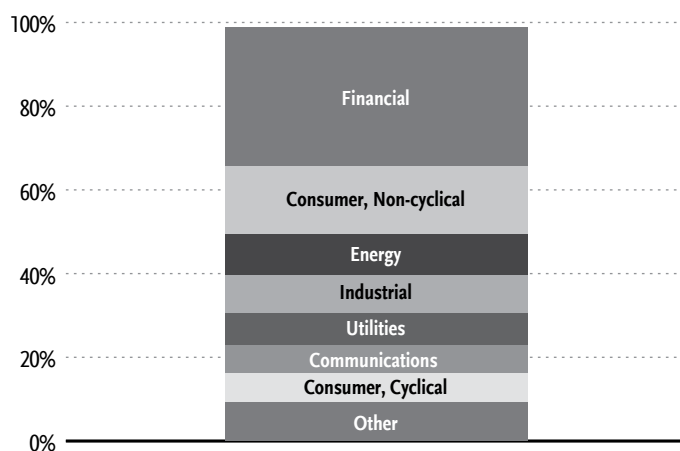 100%
Financial
80%
60%
Consumer, Non-cyclical
Energy
40%
Industrial
Utilities
20%
Communications
Consumer, Cyclical
Other
0%